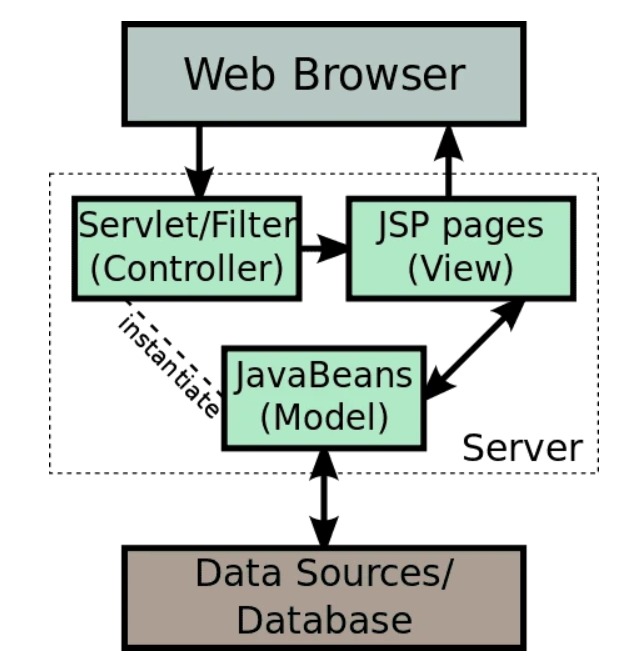 Web Browser
Servlet/Filter
(Controller)
JSP pages
(View)
instantiate
JavaBeans
(Model)
Server
Data Sources/
Database